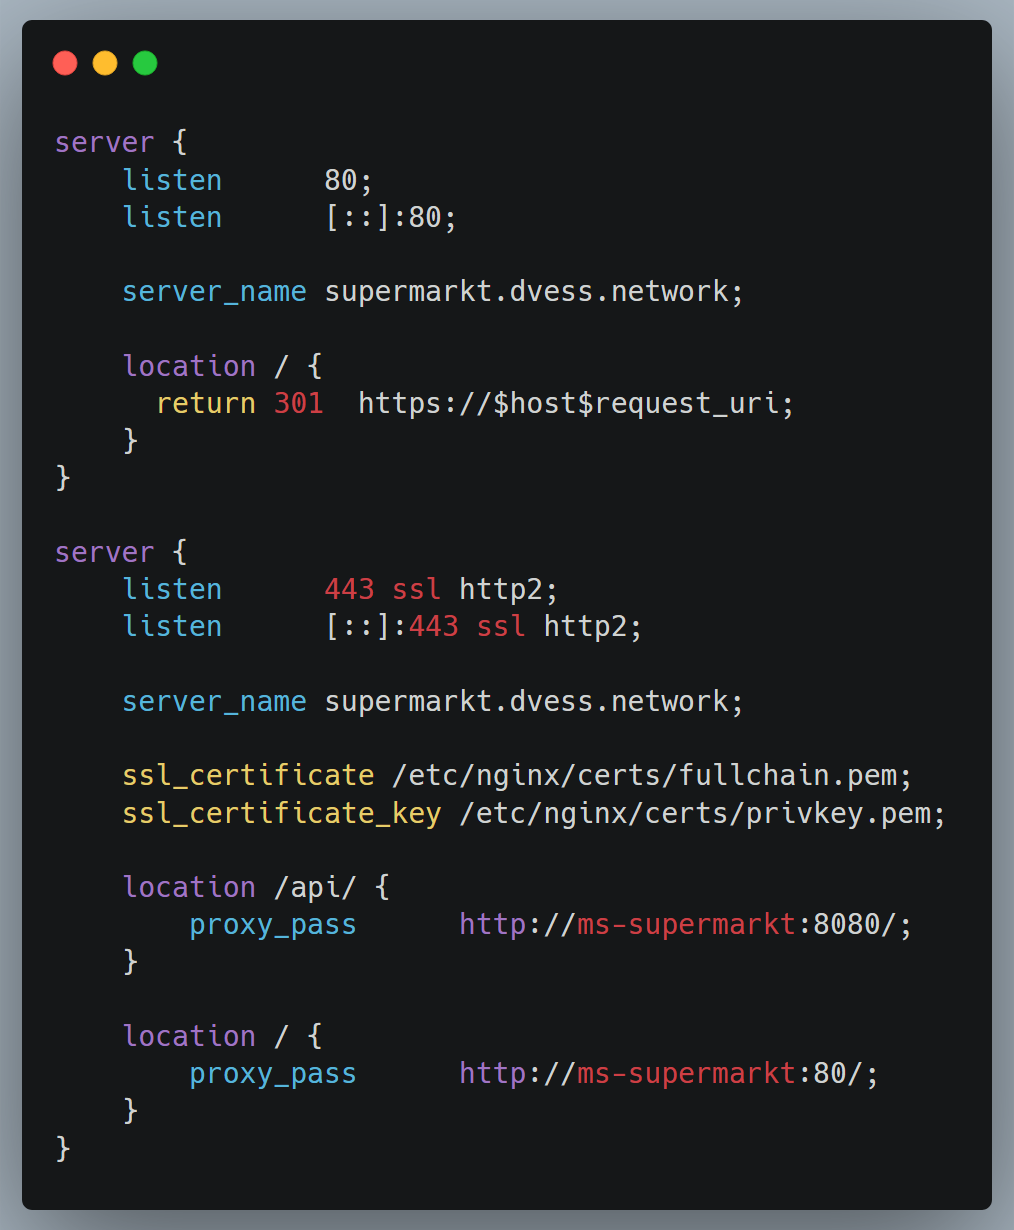 server {
    listen      80;
    listen      [::]:80;

    server_name supermarkt.dvess.network;

    location / {
      return 301  https://$host$request_uri;
    }
}

server {
    listen      443 ssl http2;
    listen      [::]:443 ssl http2;

    server_name supermarkt.dvess.network;

    ssl_certificate /etc/nginx/certs/fullchain.pem;
    ssl_certificate_key /etc/nginx/certs/privkey.pem;

    location /api/ {
        proxy_pass      http://ms-supermarkt:8080/;
    }

    location / {
        proxy_pass      http://ms-supermarkt:80/;
    }
}